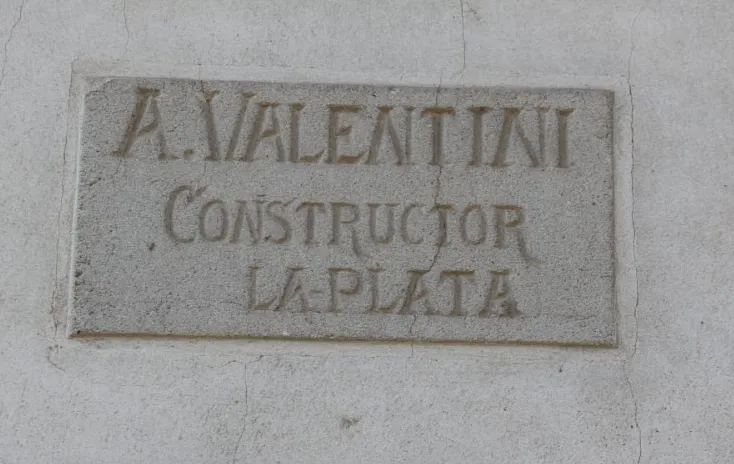 A. VALENTINI
CONSTRUCTOR
LA-PLATA